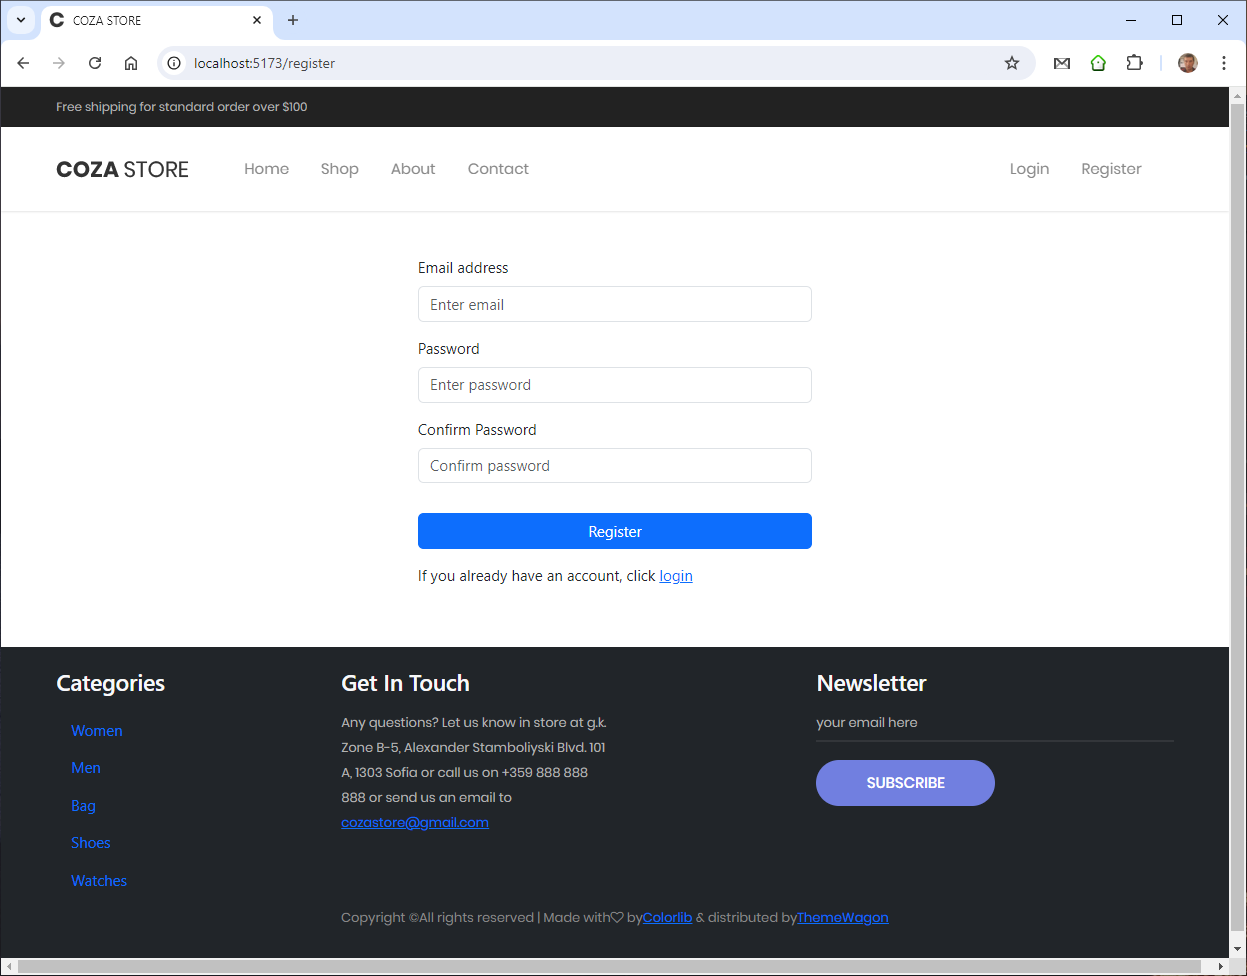 COZA STORE
localhost:5173/register
Free shipping for standard order over $100
COZA STORE Home Shop About Contact Login Register
Email address
Enter email
Password
Enter password
Confirm Password
Confirm password
Register
If you already have an account, click login
Categories
Women
Men
Bag
Shoes
Watches
Get In Touch
Any questions? Let us know in store at g.k.
Zone B-5, Alexander Stamboliyski Blvd. 101
A, 1303 Sofia or call us on +359 888 888
888 or send us an email to
cozastore@gmail.com
Newsletter
your email here
SUBSCRIBE
Copyright ©All rights reserved | Made with♡ byColorlib & distributed byThemeWagon